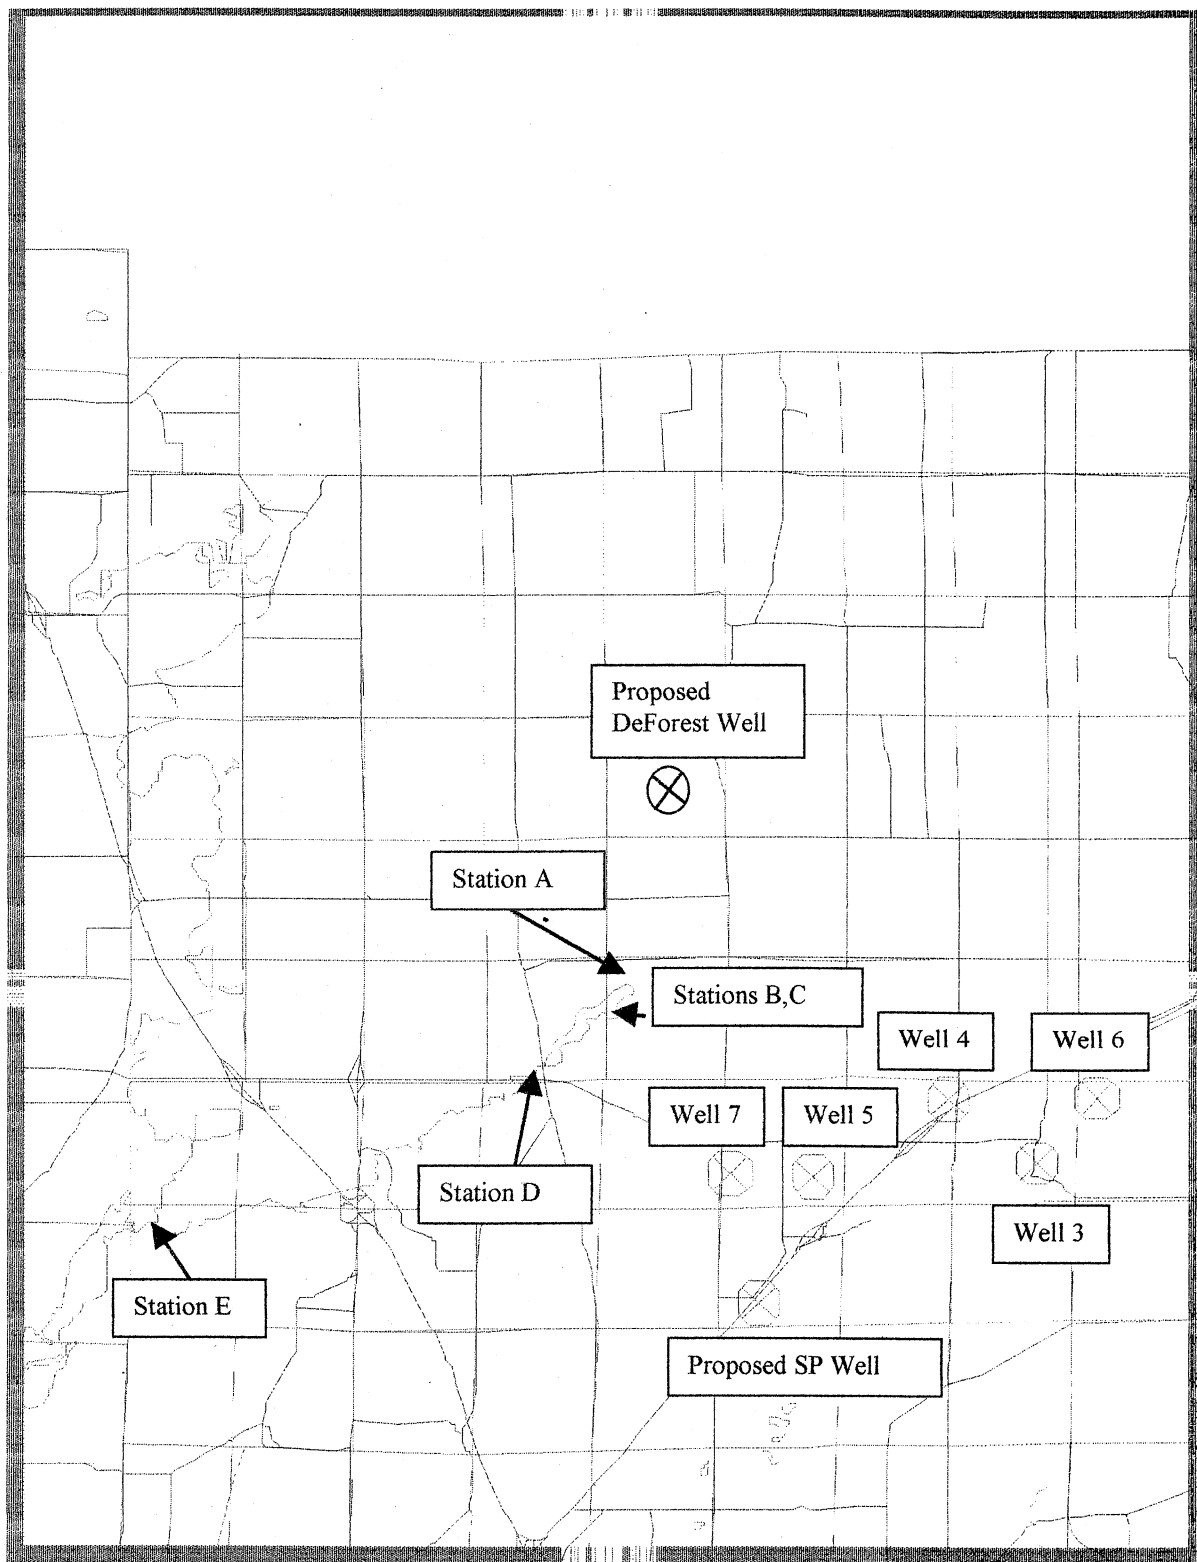 Proposed
DeForest Well
Station A
Stations B,C
Well 4
Well 6
Well 7
Well 5
Station D
Well 3
Station E
Proposed SP Well